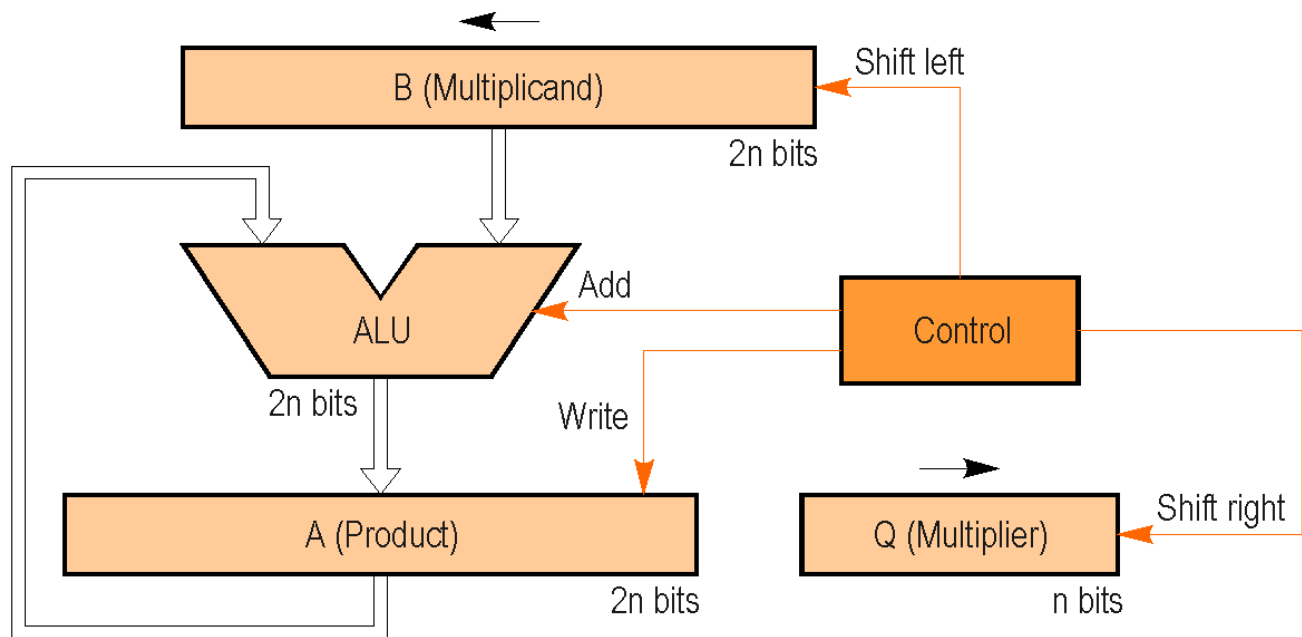 Shift left
B (Multiplicand)
2n bits
Add
ALU
Control
2n bits
Write
A (Product)
Q (Multiplier)
Shift right
2n bits
n bits